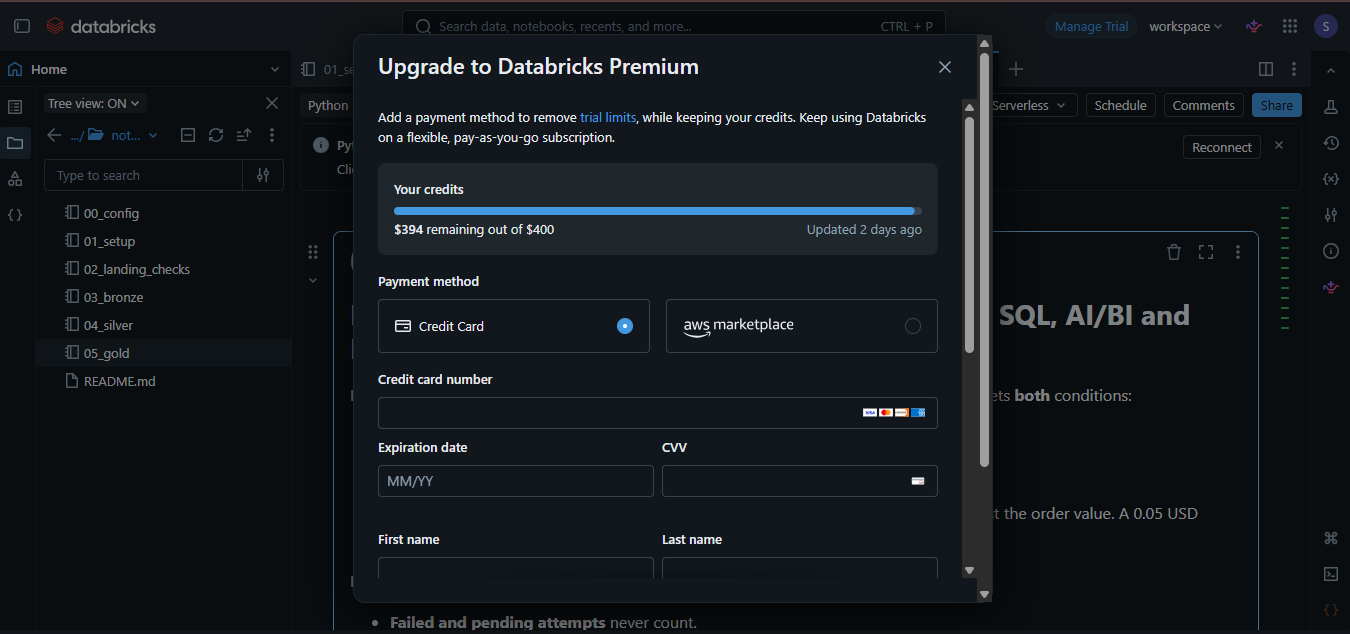 databricks
Search data, notebooks, recents, and more...
CTRL + P
Manage Trial
workspace
S
Home
Tree view: ON
.../ not...
Type to search
00_config
01_setup
02_landing_checks
03_bronze
04_silver
05_gold
README.md
Python
Serverless
Schedule
Comments
Share
Reconnect
Upgrade to Databricks Premium
Add a payment method to remove trial limits, while keeping your credits. Keep using Databricks
on a flexible, pay-as-you-go subscription.
Your credits
$394 remaining out of $400
Updated 2 days ago
Payment method
Credit Card
aws marketplace
Credit card number
VISA
Expiration date
CVV
MM/YY
First name
Last name
SQL, AI/BI and
both conditions:
the order value. A 0.05 USD
Failed and pending attempts never count.